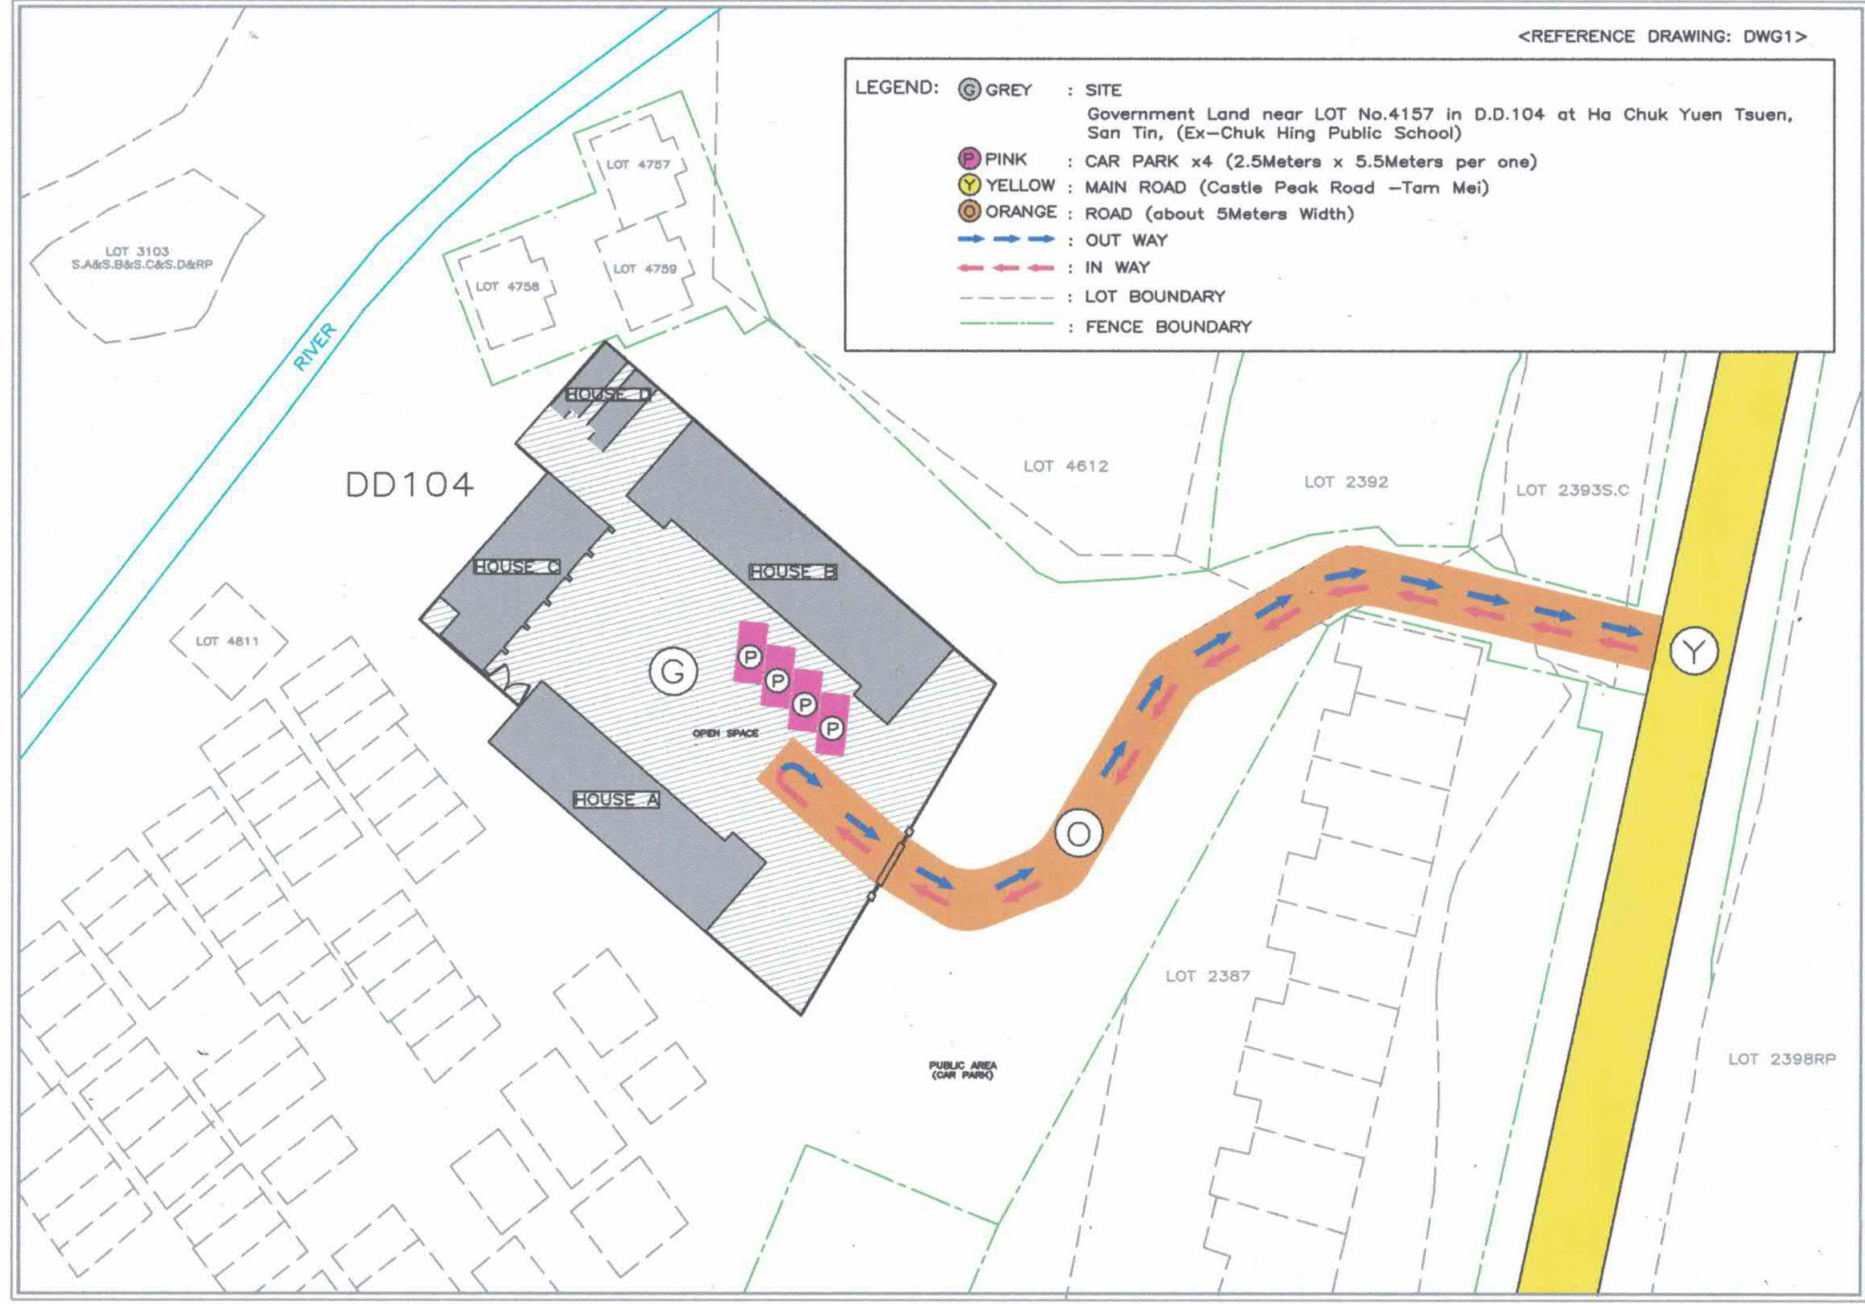 <REFERENCE DRAWING: DWG1>
LEGEND: G GREY : SITE
Government Land near LOT No.4157 in D.D.104 at Ha Chuk Yuen Tsuen,
San Tin, (Ex-Chuk Hing Public School)
P PINK : CAR PARK x4 (2.5Meters x 5.5Meters per one)
Y YELLOW : MAIN ROAD (Castle Peak Road -Tam Mei)
O ORANGE : ROAD (about 5Meters Width)
: OUT WAY
: IN WAY
: LOT BOUNDARY
: FENCE BOUNDARY
LOT 4757
LOT 3103
S.A&S.B&S.C&S.D&RP
LOT 4759
LOT 4758
RIVER
HOUSE D
DD104
LOT 4612
LOT 2392
LOT 2393S.C
HOUSE C
HOUSE B
LOT 4811
G
P
P
P
P
Y
OPEN SPACE
HOUSE A
O
LOT 2387
PUBLIC AREA
(CAR PARK)
LOT 2398RP